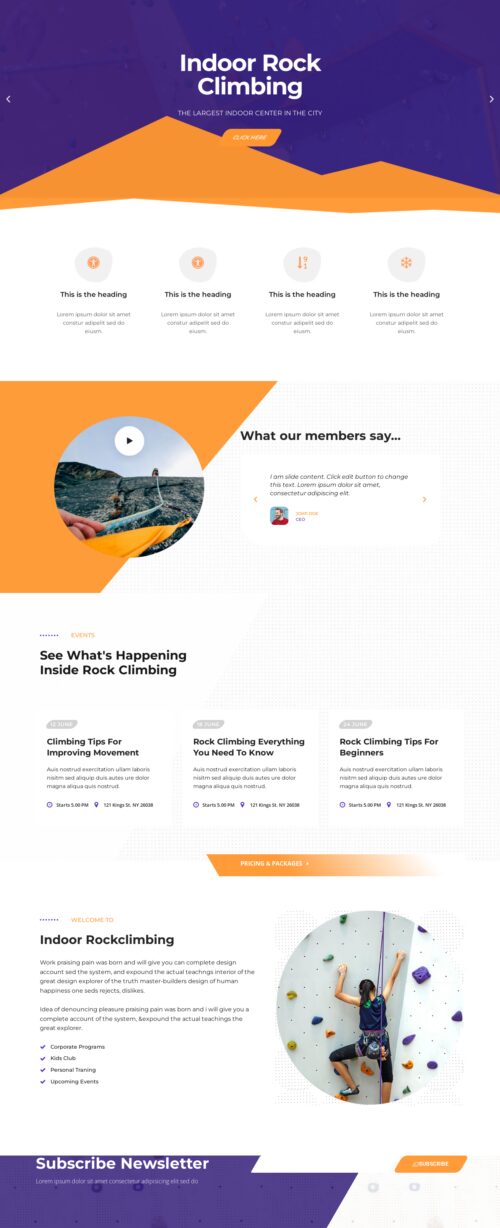 Indoor Rock
Climbing
THE LARGEST INDOOR CENTER IN THE CITY
CLICK HERE
This is the heading
This is the heading
This is the heading
This is the heading
Lorem ipsum dolor sit amet
constur adipelit sed do
eiusm.
Lorem ipsum dolor sit amet
constur adipiscing sed do
eiusm.
Lorem ipsum dolor sit amet
constur adipelit sed do
eiusm.
Lorem ipsum dolor sit amet
constur adipelit sed do
eiusm.
What our members say...
I am slide content. Click edit button to change
this text. Lorem ipsum dolor sit amet,
consectetur adipiscing elit.
JOHN DOE
CEO
EVENTS
See What's Happening
Inside Rock Climbing
12 JUNE
Climbing Tips For
Improving Movement
Auis nostrud exercitation ullam laboris
nisitm sed aliquip duis autes ure dolor
magna aliqua quis nostrud.
Starts 5.00 PM 121 Kings St. NY 26038
18 JUNE
Rock Climbing Everything
You Need To Know
Auis nostrud exercitation ullam laboris
nisitm sed aliquip duis autes ure dolor
magna aliqua quis nostrud.
Starts 5.00 PM 121 Kings St. NY 26038
24 JUNE
Rock Climbing Tips For
Beginners
Auis nostrud exercitation ullam laboris
nisitm sed aliquip duis autes ure dolor
magna aliqua quis nostrud.
Starts 5.00 PM 121 Kings St. NY 26038
PRICING & PACKAGES
WELCOME TO
Indoor Rockclimbing
Work praising pain was born and will give you can complete design
account sed the system, and expound the actual teachngs interior of the
great design explorer of the truth master-builders design of human
happiness one seds rejects, dislikes.
Idea of denouncing pleasure praising pain was born and i will give you a
complete account of the system, &expound the actual teachings the
great explorer.
Corporate Programs
Kids Club
Personal Traning
Upcoming Events
Subscribe Newsletter
Lorem ipsum dolor sit amet consectetur adipisicing elit sed do
SUBSCRIBE